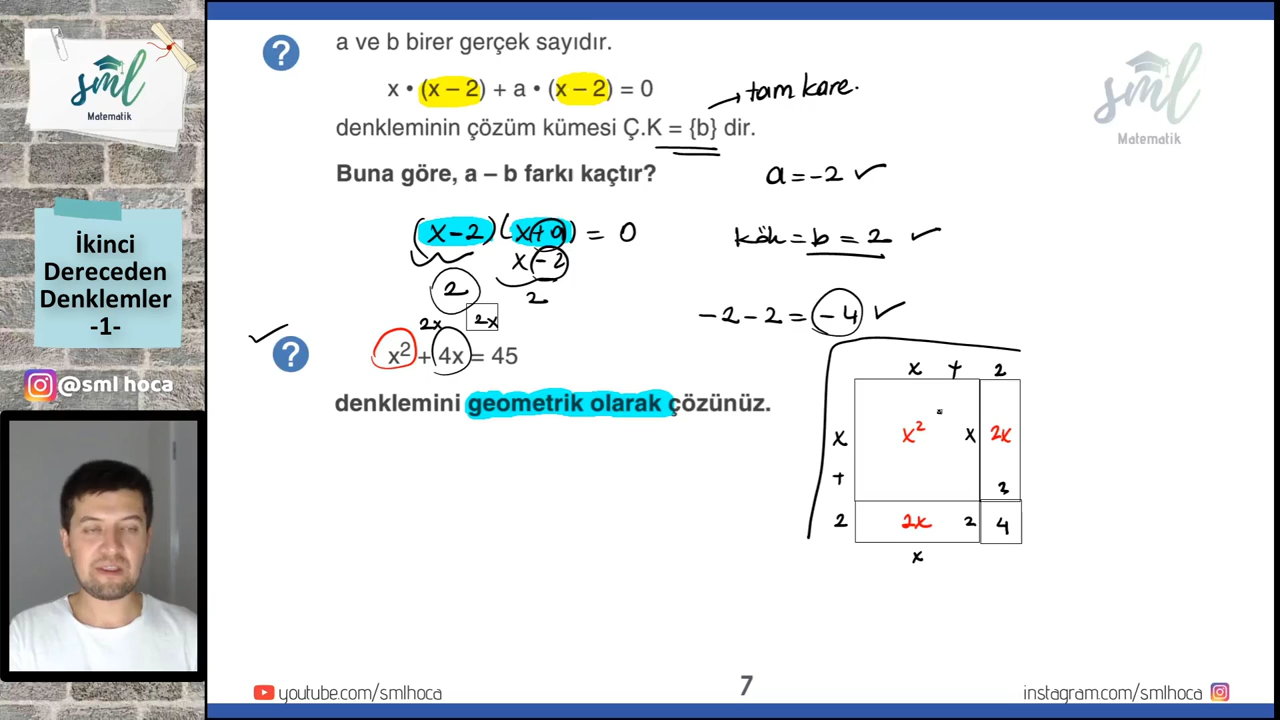 sml
Matematik
İkinci
Dereceden
Denklemler
-1-
@sml hoca
?
a ve b birer gerçek sayıdır.
x • (x – 2) + a • (x – 2) = 0
tam kare.
denkleminin çözüm kümesi Ç.K = {b} dir.
Buna göre, a – b farkı kaçtır?
a = -2 ✓
(x-2)(x+a) = 0
x -2
2
2
kök = b = 2 ✓
-2-2 = -4 ✓
2x 2x
✓
?
x² + 4x = 45
denklemini geometrik olarak çözünüz.
x + 2
x x² x 2x
+ 2
2 2x 2 4
x
sml
Matematik
youtube.com/smlhoca
7
instagram.com/smlhoca